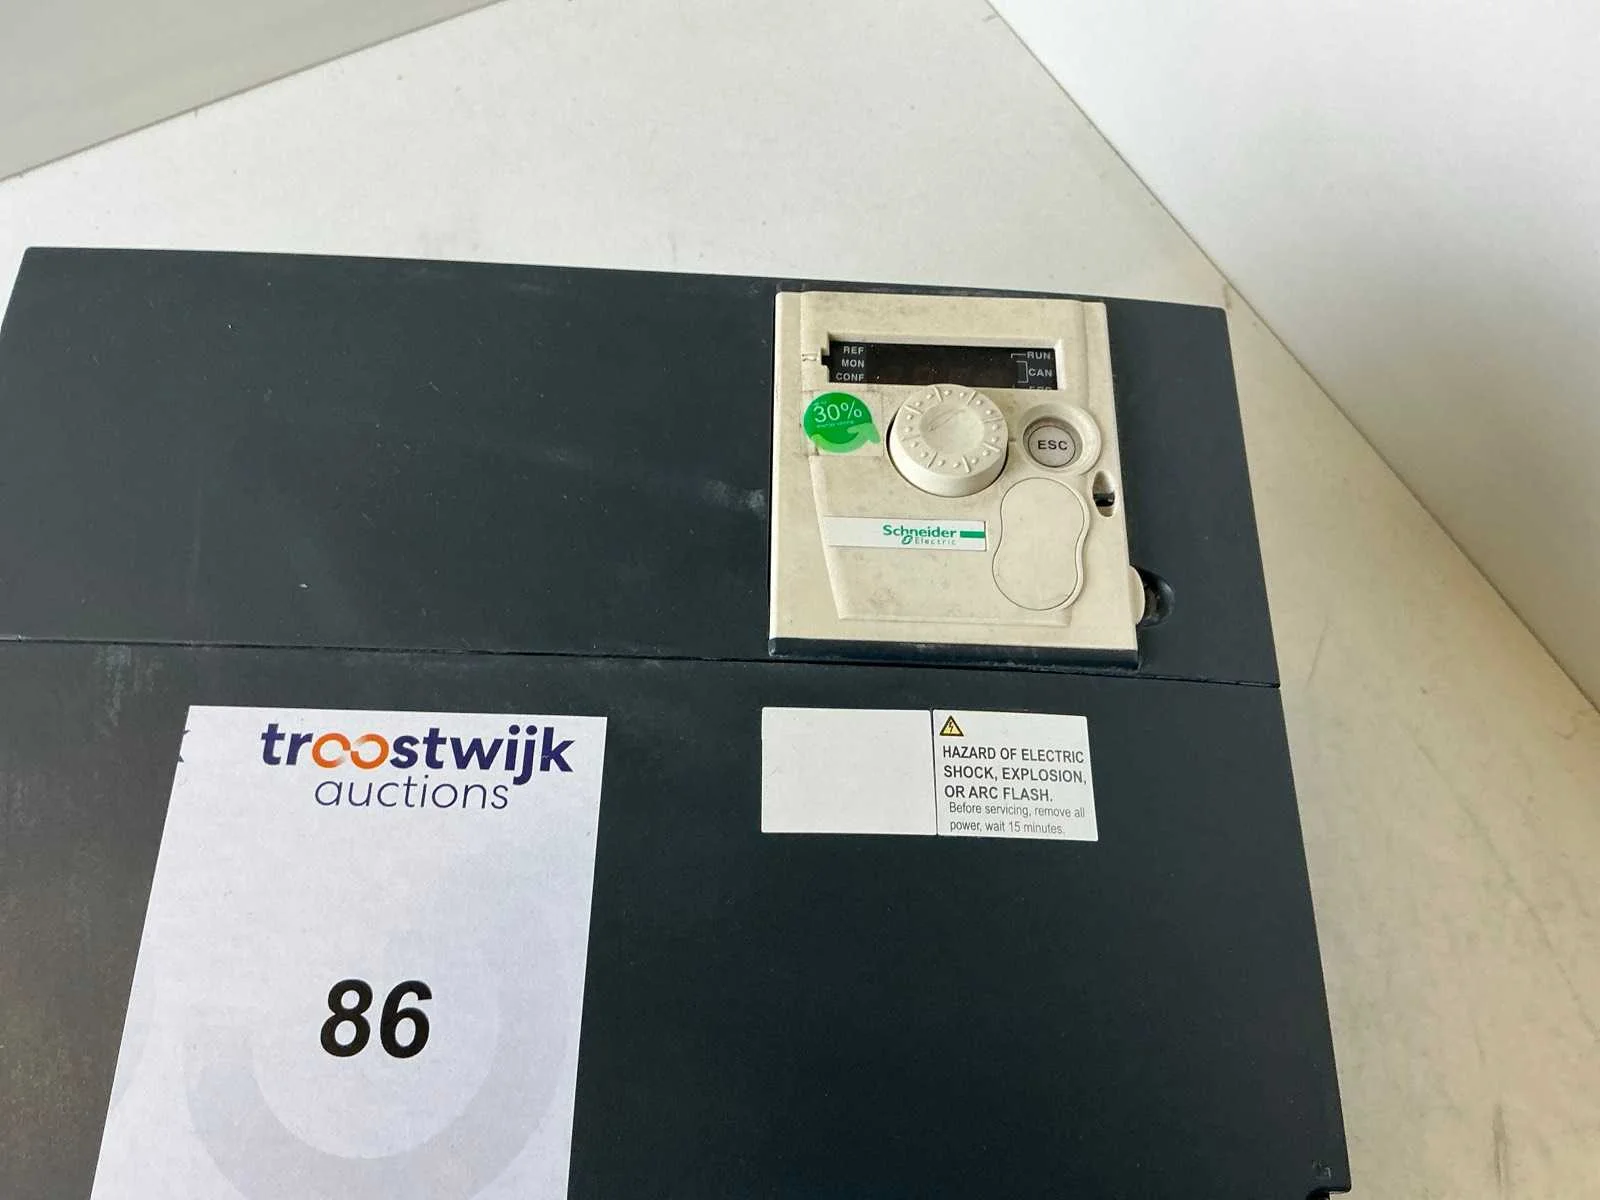 REF
MON
CONF
RUN
CAN
30%
ESC
Schneider
Electric
HAZARD OF ELECTRIC
SHOCK, EXPLOSION,
OR ARC FLASH.
Before servicing, remove all
power, wait 15 minutes.
troostwijk
auctions
86